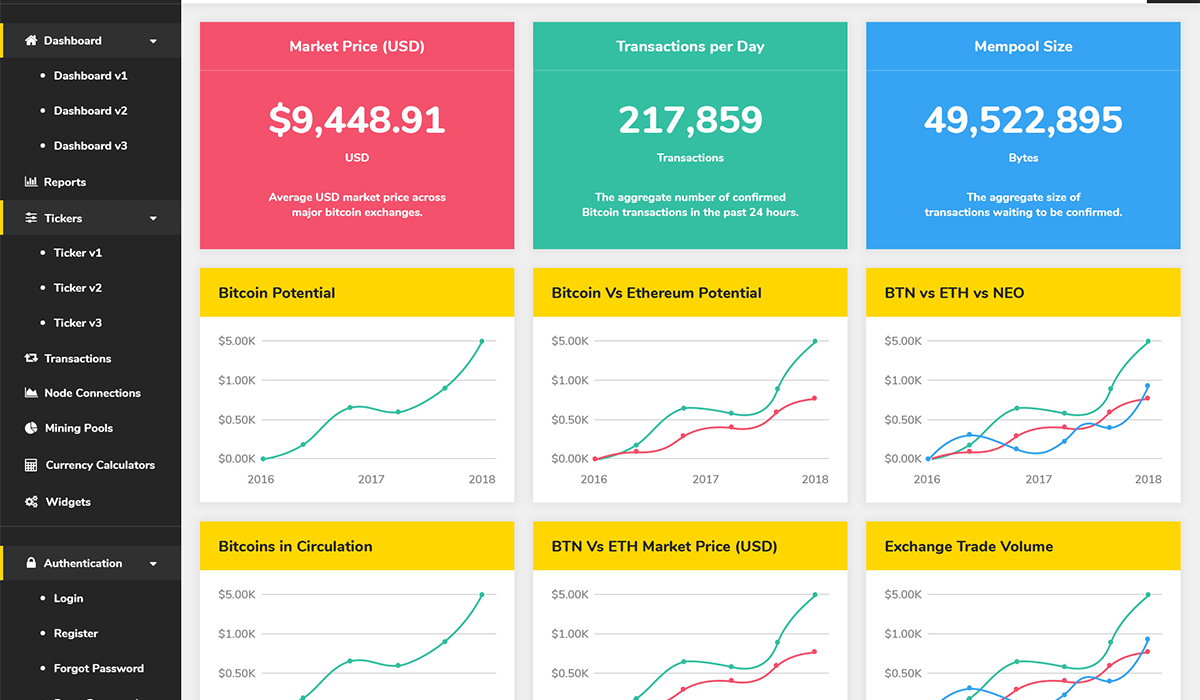 Dashboard
Dashboard v1
Dashboard v2
Dashboard v3
Reports
Tickers
Ticker v1
Ticker v2
Ticker v3
Transactions
Node Connections
Mining Pools
Currency Calculators
Widgets
Authentication
Login
Register
Forgot Password
Market Price (USD)
$9,448.91
USD
Average USD market price across
major bitcoin exchanges.
Transactions per Day
217,859
Transactions
The aggregate number of confirmed
Bitcoin transactions in the past 24 hours.
Mempool Size
49,522,895
Bytes
The aggregate size of
transactions waiting to be confirmed.
Bitcoin Potential
$5.00K
$1.00K
$0.50K
$0.00K
2016 2017 2018
Bitcoin Vs Ethereum Potential
$5.00K
$1.00K
$0.50K
$0.00K
2016 2017 2018
BTN vs ETH vs NEO
$5.00K
$1.00K
$0.50K
$0.00K
2016 2017 2018
Bitcoins in Circulation
$5.00K
$1.00K
$0.50K
BTN Vs ETH Market Price (USD)
$5.00K
$1.00K
$0.50K
Exchange Trade Volume
$5.00K
$1.00K
$0.50K